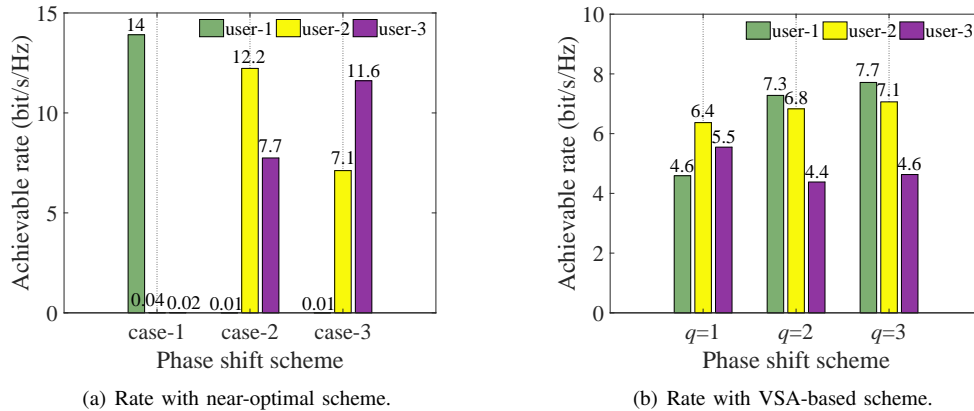 15
14
user-1 user-2 user-3
12.2
11.6
10
7.7
7.1
5
0.04 0.02 0.01 0.01
0
case-1 case-2 case-3
Phase shift scheme
Achievable rate (bit/s/Hz)
(a) Rate with near-optimal scheme.
10
user-1 user-2 user-3
8
7.7
7.3
7.1
6.8
6.4
6
5.5
4.6
4.6
4.4
4
2
0
q=1 q=2 q=3
Phase shift scheme
Achievable rate (bit/s/Hz)
(b) Rate with VSA-based scheme.